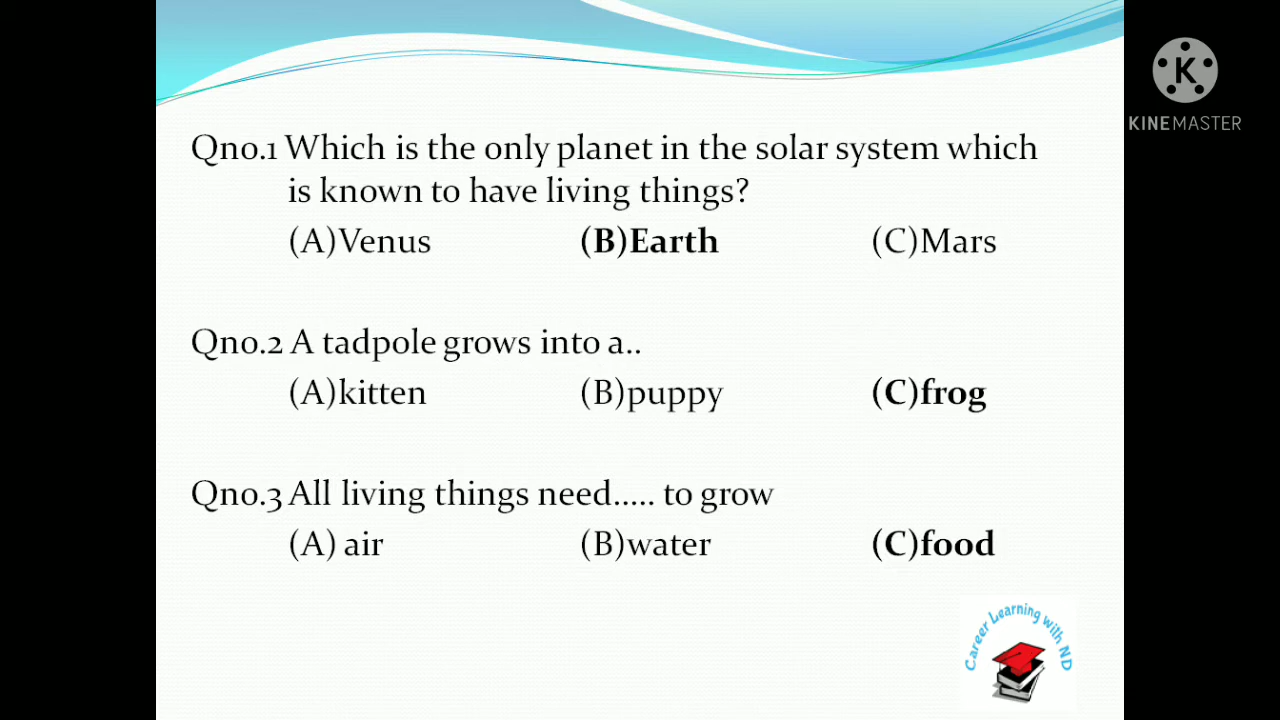 KINEMASTER
Qno.1 Which is the only planet in the solar system which
is known to have living things?
(A)Venus (B)Earth (C)Mars
Qno.2 A tadpole grows into a..
(A)kitten (B)puppy (C)frog
Qno.3 All living things need..... to grow
(A) air (B)water (C)food
Career Learning with ND